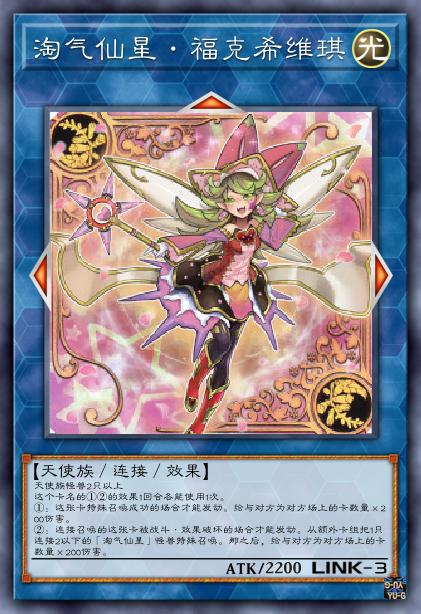 淘气仙星·福克希维琪
光
【天使族/连接/效果】
天使族怪兽2只以上
这个卡名的①②的效果1回合各能使用1次。
①：这张卡特殊召唤成功的场合才能发动。给与对方为对方场上的卡数量×2
00伤害。
②：连接召唤的这张卡被战斗·效果破坏的场合才能发动。从额外卡组把1只
连接2以下的「淘气仙星」怪兽特殊召唤。那之后，给与对方为对方场上的卡
数量×200伤害。
ATK/2200 LINK-3